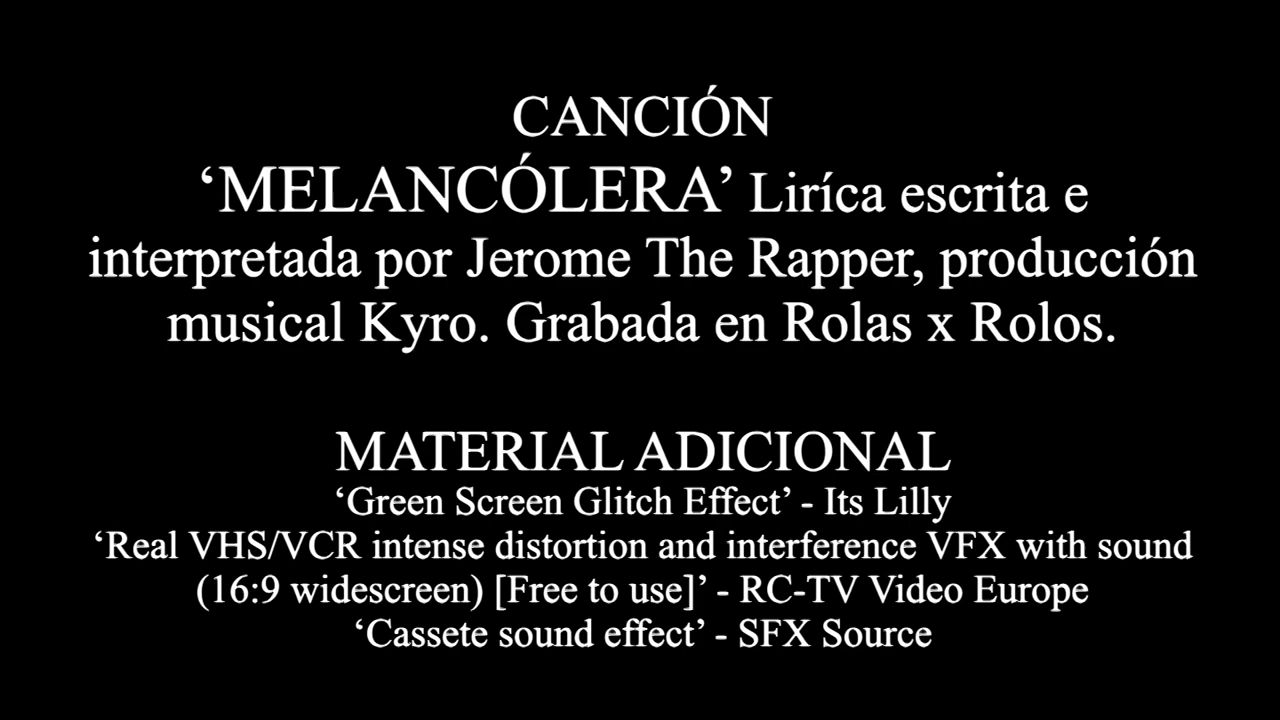 CANCIÓN
‘MELANCÓLERA’ Liríca escrita e
interpretada por Jerome The Rapper, producción
musical Kyro. Grabada en Rolas x Rolos.
MATERIAL ADICIONAL
‘Green Screen Glitch Effect’ - Its Lilly
‘Real VHS/VCR intense distortion and interference VFX with sound
(16:9 widescreen) [Free to use]’ - RC-TV Video Europe
‘Cassete sound effect’ - SFX Source